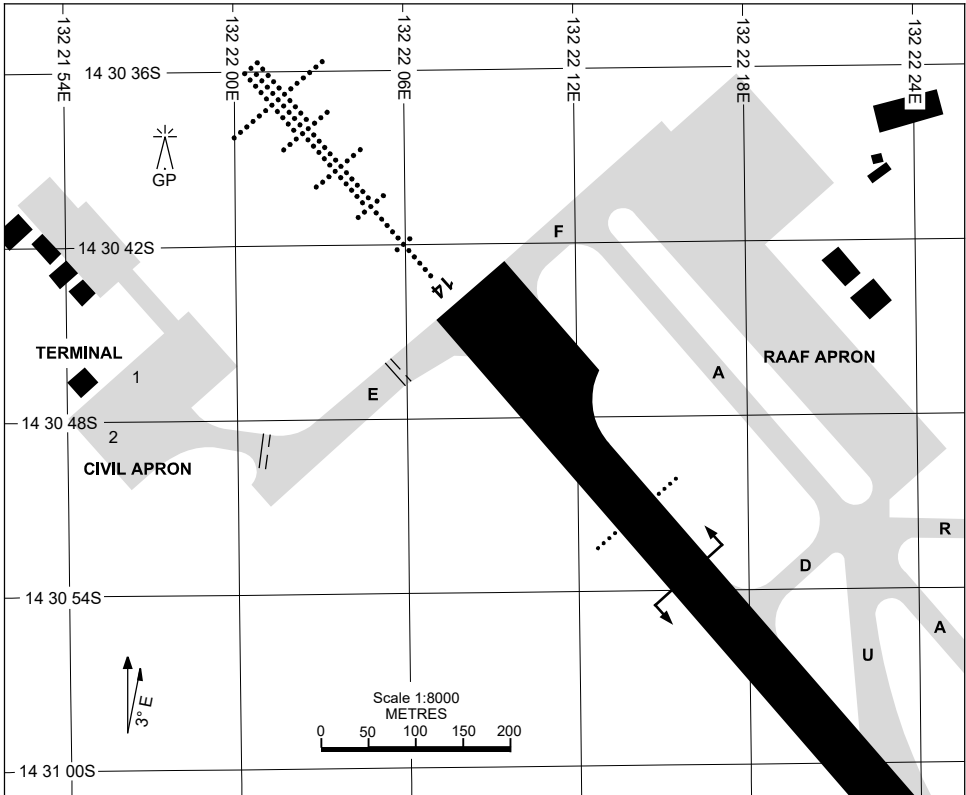 132 21 54E
132 22 00E
132 22 06E
132 22 12E
132 22 18E
132 22 24E
14 30 36S
GP
F
14 30 42S
14
TERMINAL
1
RAAF APRON
A
E
14 30 48S
2
CIVIL APRON
R
D
14 30 54S
A
U
3° E
Scale 1:8000
METRES
0 50 100 150 200
14 31 00S